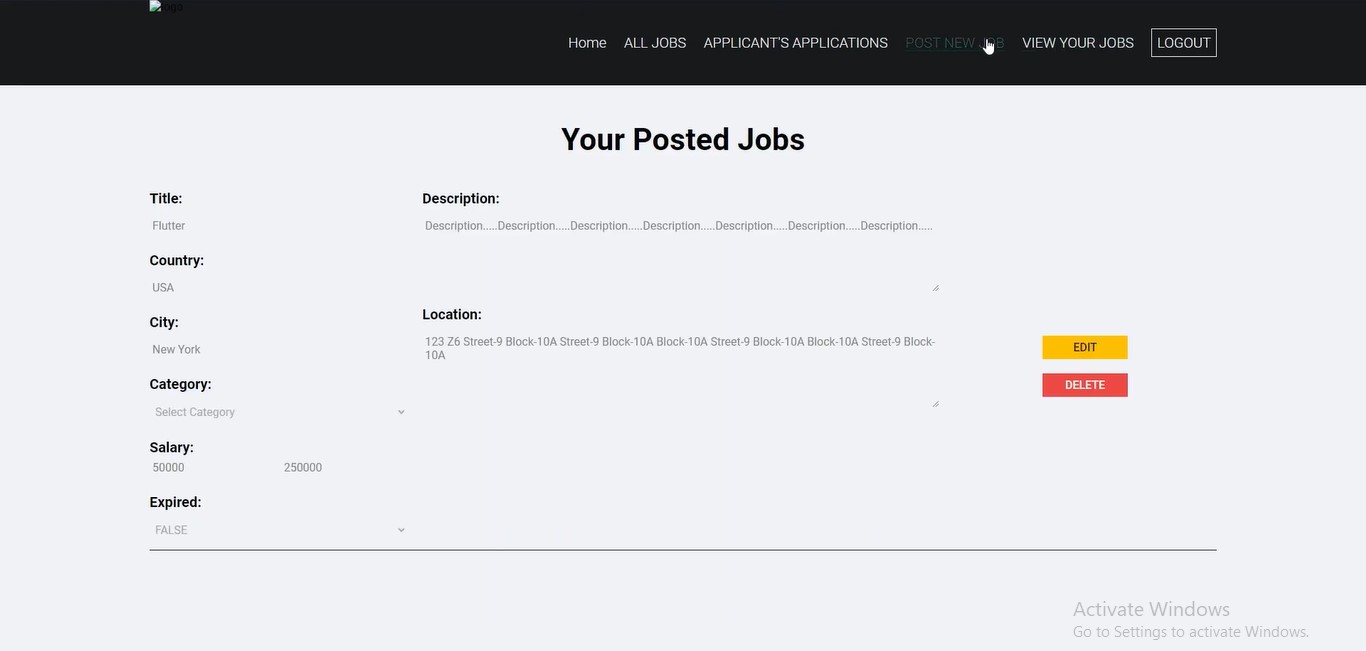 logo
Home ALL JOBS APPLICANT'S APPLICATIONS POST NEW JOB VIEW YOUR JOBS LOGOUT
Your Posted Jobs
Title:
Flutter
Country:
USA
City:
New York
Category:
Select Category
Salary:
50000 250000
Expired:
FALSE
Description:
Description.....Description.....Description.....Description.....Description.....Description.....Description.....
Location:
123 Z6 Street-9 Block-10A Street-9 Block-10A Block-10A Street-9 Block-10A Block-10A Street-9 Block-
10A
EDIT
DELETE
Activate Windows
Go to Settings to activate Windows.